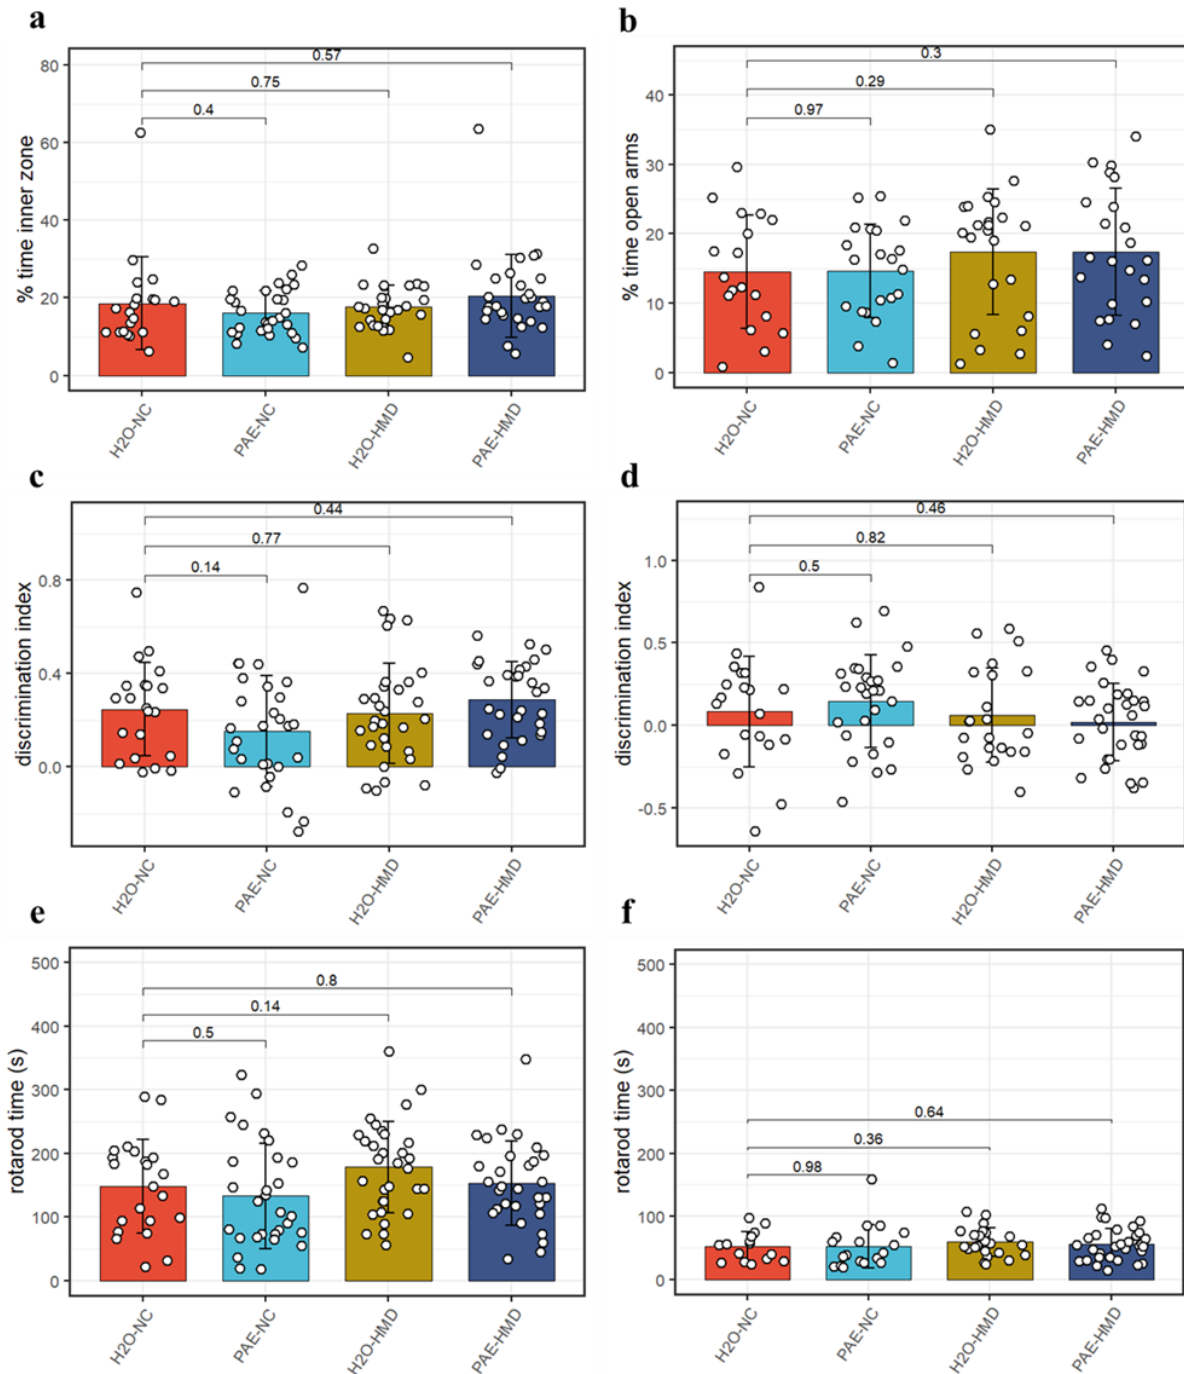 a
0.57
0.75
0.4
% time inner zone
80
60
40
20
0
H2O-NC
PAE-NC
H2O-HMD
PAE-HMD
b
0.3
0.29
0.97
% time open arms
40
30
20
10
0
H2O-NC
PAE-NC
H2O-HMD
PAE-HMD
c
0.44
0.77
0.14
discrimination index
0.8
0.4
0.0
H2O-NC
PAE-NC
H2O-HMD
PAE-HMD
d
0.46
0.82
0.5
discrimination index
1.0
0.5
0.0
-0.5
H2O-NC
PAE-NC
H2O-HMD
PAE-HMD
e
0.8
0.14
0.5
rotarod time (s)
500
400
300
200
100
0
H2O-NC
PAE-NC
H2O-HMD
PAE-HMD
f
0.64
0.36
0.98
rotarod time (s)
500
400
300
200
100
0
H2O-NC
PAE-NC
H2O-HMD
PAE-HMD